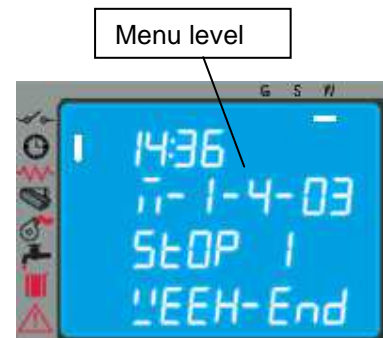 Menu level
G S W
14:36
M-1-4-03
StOP 1
WEEK-End